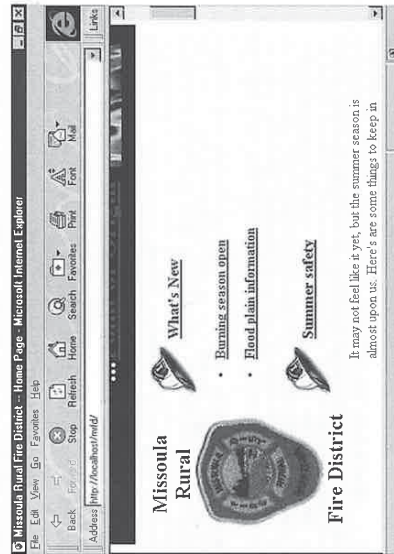 Missoula Rural Fire District -- Home Page - Microsoft Internet Explorer
File Edit View Go Favorites Help
Back Forward Stop Refresh Home Search Favorites Print Font Mail
Address http://localhost/mrfd/ Links
Missoula
Rural
Fire District
What's New
• Burning season open
• Flood plain information
Summer safety
It may not feel like it yet, but the summer season is
almost upon us. Here's are some things to keep in